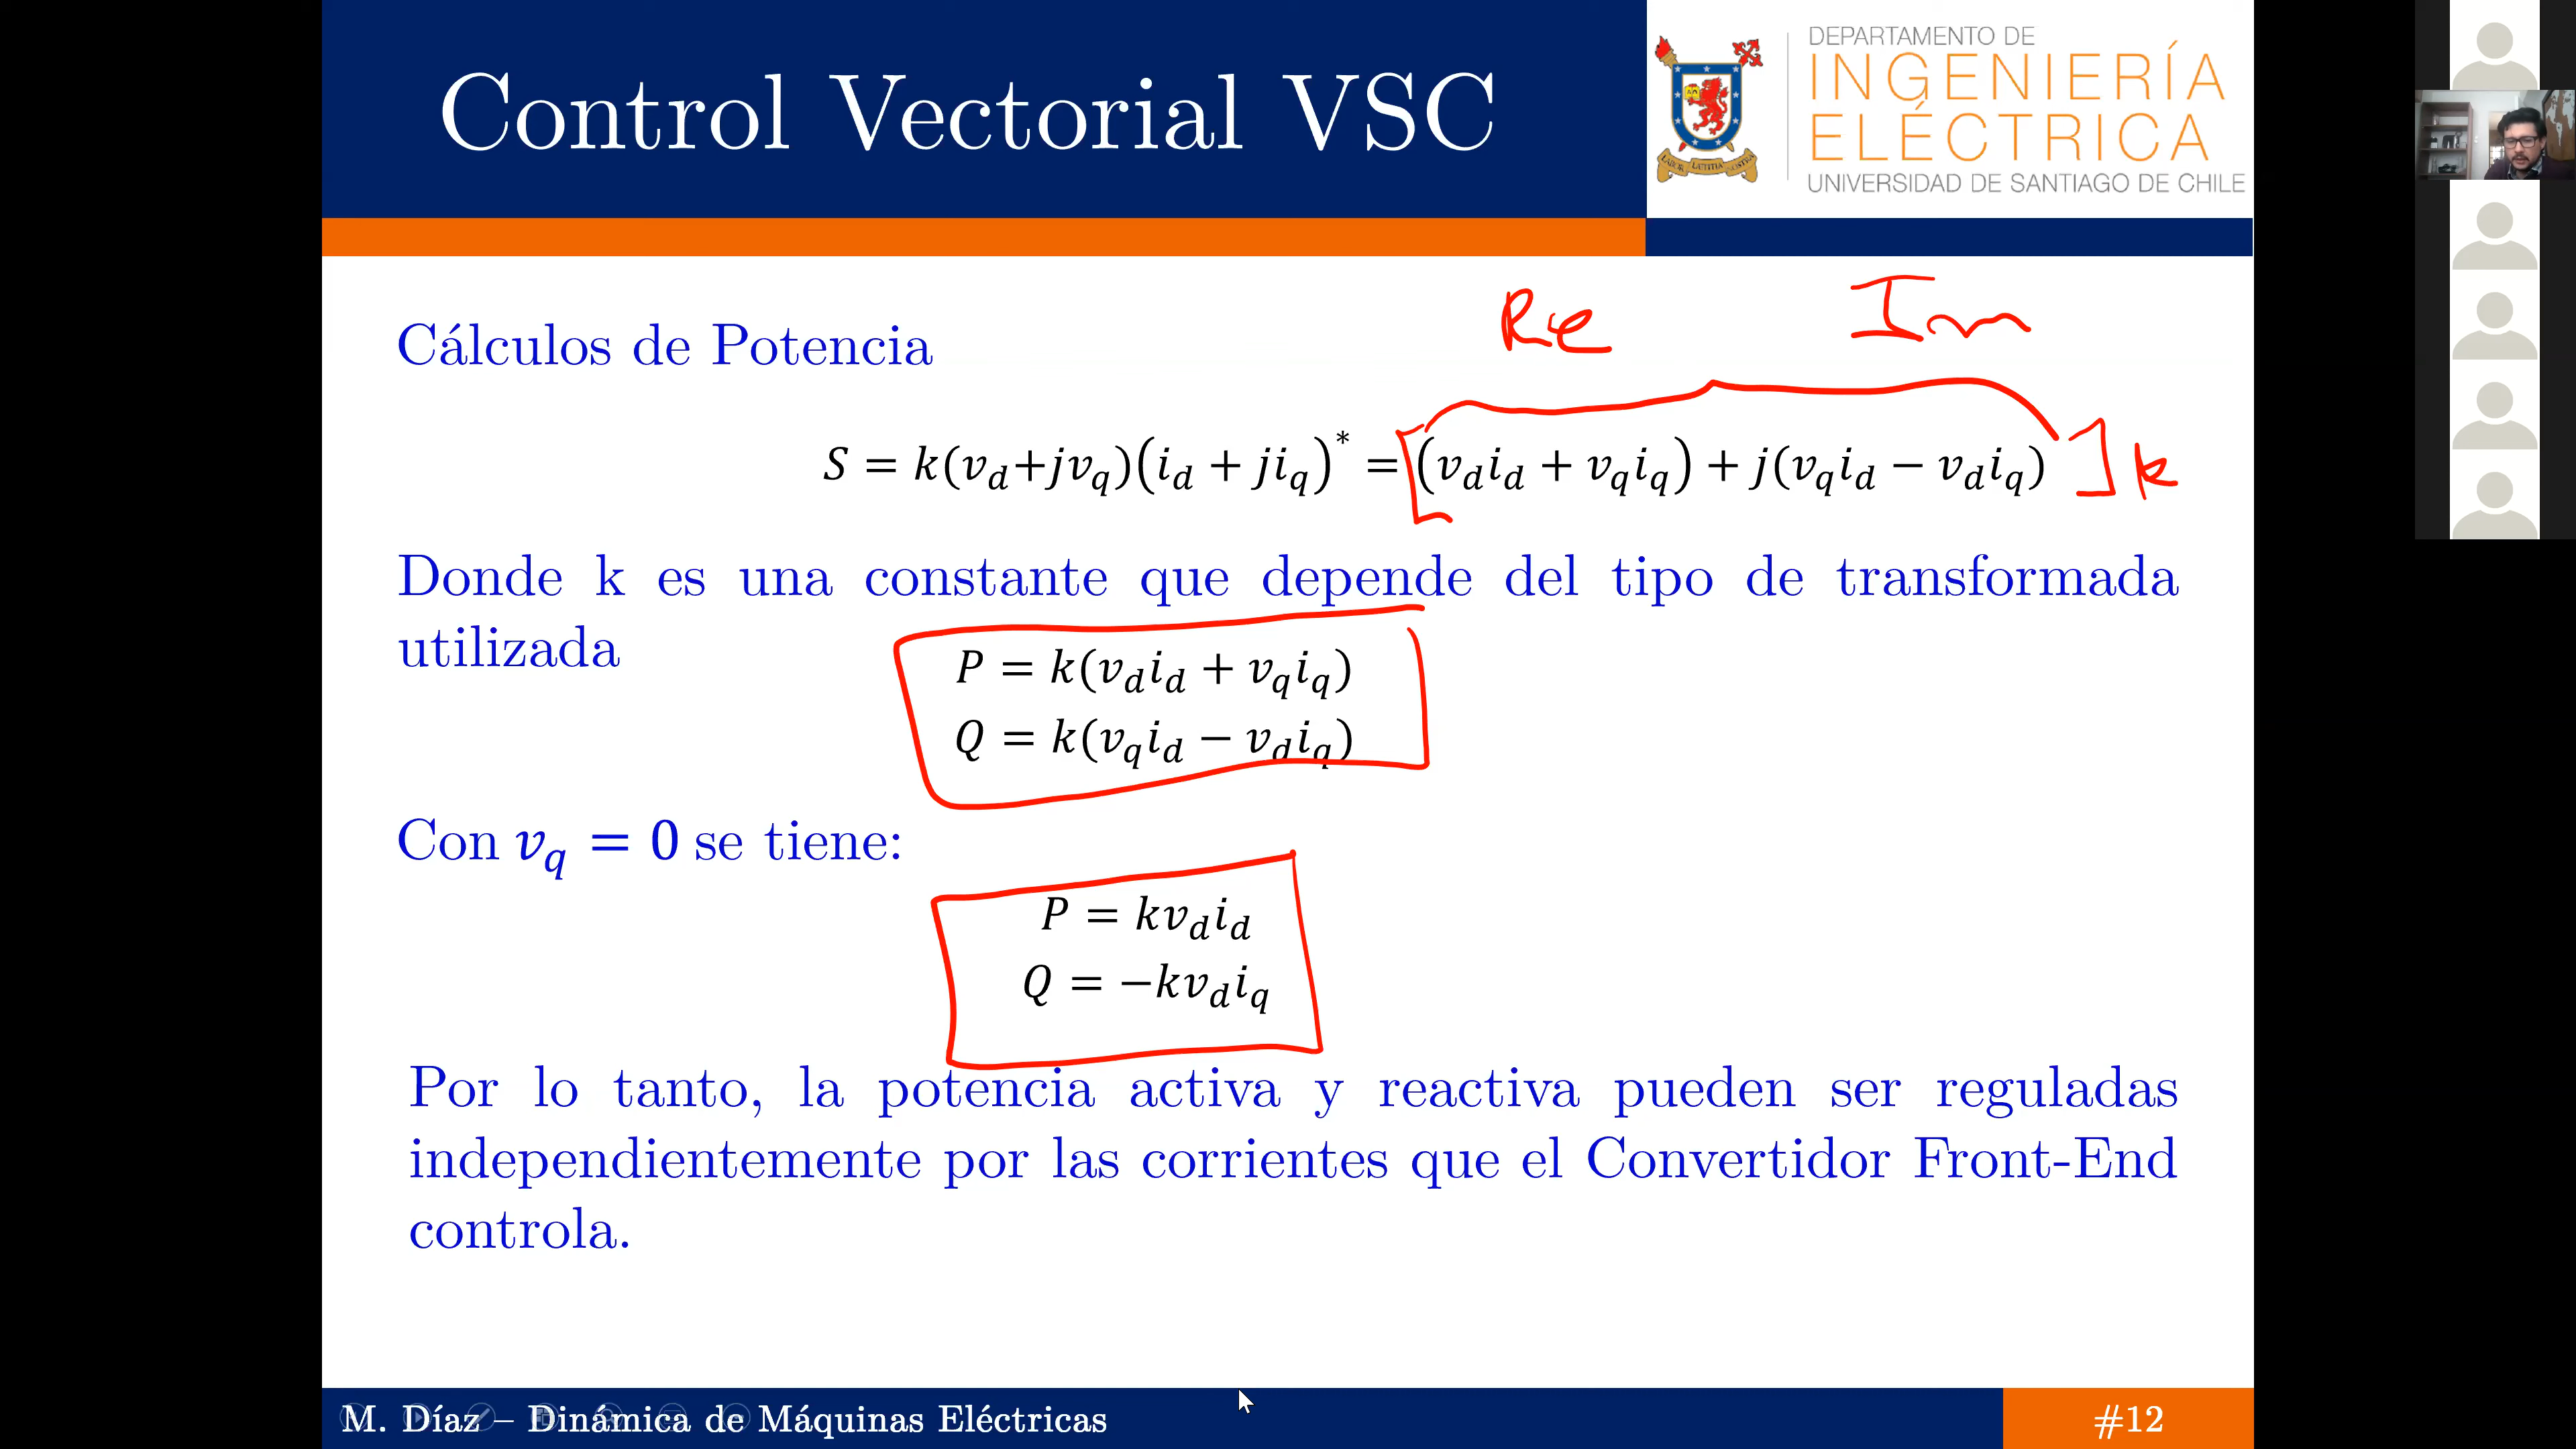 Control Vectorial VSC
DEPARTAMENTO DE
INGENIERÍA
ELÉCTRICA
UNIVERSIDAD DE SANTIAGO DE CHILE
LABOR LAETITIA NOSTRA
Re Im
Cálculos de Potencia
S = k(v_d+jv_q)(i_d + ji_q)^* = [(v_d i_d + v_q i_q) + j(v_q i_d − v_d i_q) ] k
Donde k es una constante que depende del tipo de transformada
utilizada
P = k(v_d i_d + v_q i_q)
Q = k(v_q i_d − v_d i_q)
Con v_q = 0 se tiene:
P = kv_d i_d
Q = −kv_d i_q
Por lo tanto, la potencia activa y reactiva pueden ser reguladas
independientemente por las corrientes que el Convertidor Front-End
controla.
M. Díaz – Dinámica de Máquinas Eléctricas
#12